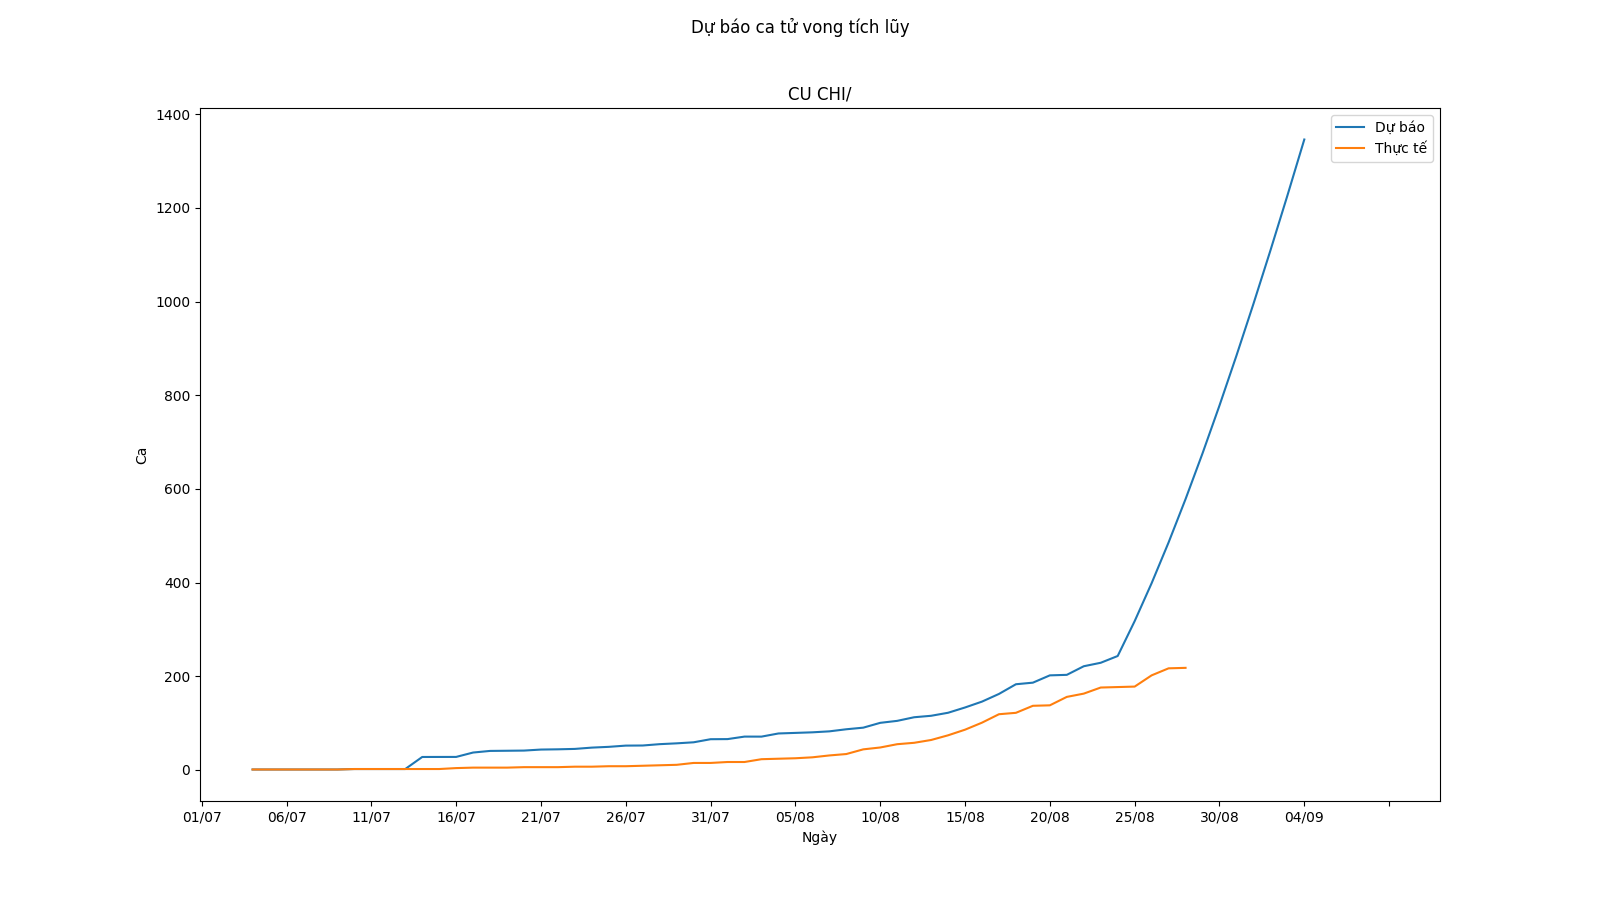 Dự báo ca tử vong tích lũy
CU CHI/
Dự báo
Thực tế
1400
1200
1000
800
600
400
200
0
Ca
01/07 06/07 11/07 16/07 21/07 26/07 31/07 05/08 10/08 15/08 20/08 25/08 30/08 04/09
Ngày